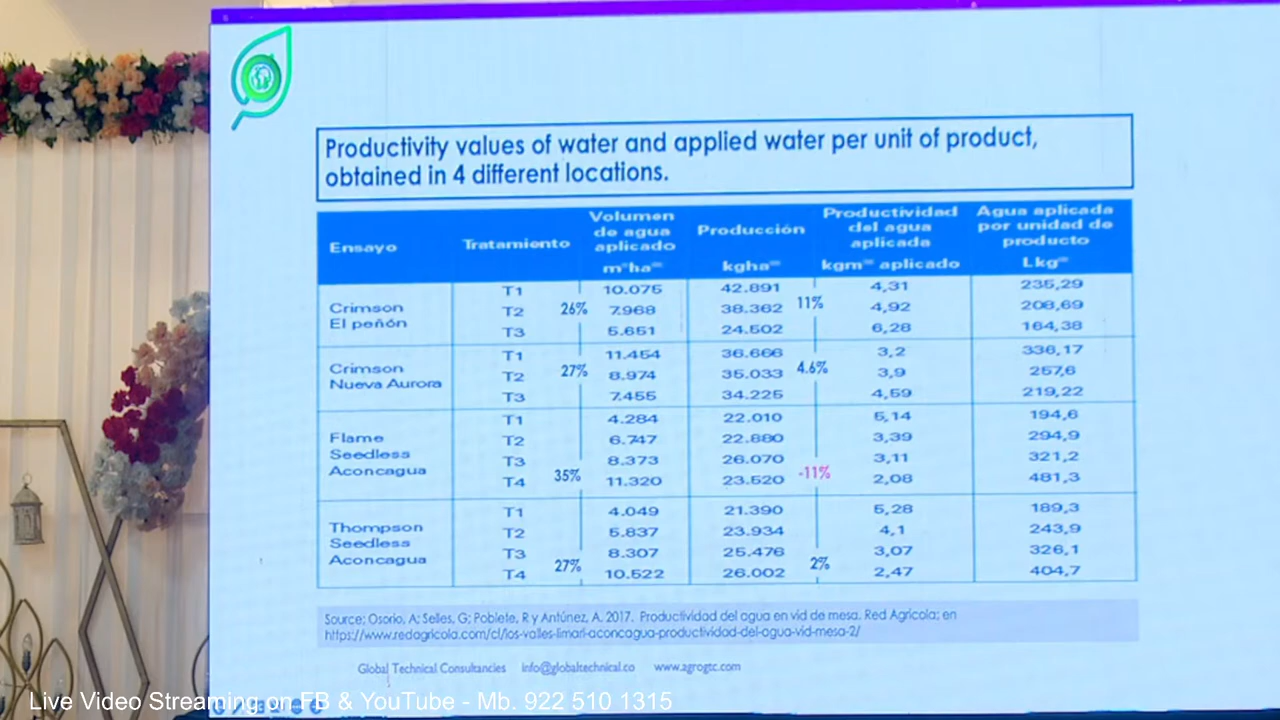 Productivity values of water and applied water per unit of product,
obtained in 4 different locations.
Ensayo Tratamiento Volumen de agua aplicado Producción Productividad del agua aplicada Agua aplicada por unidad de producto
Crimson El peñón
T1 10.075 42.891 4,31 235,29
T2 26% 7.968 38.362 11% 4,92 208,69
T3 5.651 24.502 6,28 164,38
Crimson Nueva Aurora
T1 11.454 36.666 3,2 336,17
T2 27% 8.974 35.033 4.6% 3,9 257,6
T3 7.455 34.225 4,59 219,22
Flame Seedless Aconcagua
T1 4.284 22.010 5,14 194,6
T2 6.747 22.880 3,39 294,9
T3 8.373 26.070 3,11 321,2
T4 35% 11.320 23.520 -11% 2,08 481,3
Thompson Seedless Aconcagua
T1 4.049 21.390 5,28 189,3
T2 5.837 23.934 4,1 243,9
T3 8.307 25.476 3,07 326,1
T4 27% 10.522 26.002 2% 2,47 404,7
Source: Osorio, A; Selles, G; Poblete, R y Antúnez, A. 2017. Productividad del agua en vid de mesa. Red Agrícola; en
https://www.redagricola.com/cl/los-valles-limari-aconcagua-productividad-del-agua-vid-mesa-2/
Global Technical Consultancies info@globaltechnical.co www.agrogtc.com
Live Video Streaming on FB & YouTube - Mb. 922 510 1315